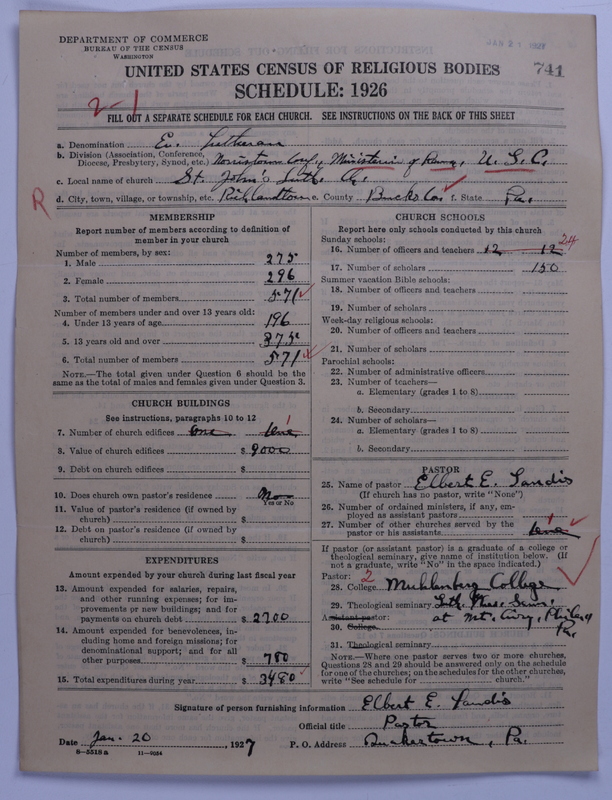 DEPARTMENT OF COMMERCE
BUREAU OF THE CENSUS
WASHINGTON
JAN 21 1927
UNITED STATES CENSUS OF RELIGIOUS BODIES
741
SCHEDULE: 1926
2-1
FILL OUT A SEPARATE SCHEDULE FOR EACH CHURCH. SEE INSTRUCTIONS ON THE BACK OF THIS SHEET
a. Denomination Ev. Lutheran
b. Division (Association, Conference, Diocese, Presbytery, Synod, etc.) Norristown Conf., Ministerium of Penna, U.L.C.
c. Local name of church St. John's Luth. Ch.
R
d. City, town, village, or township, etc. Richlandtown e. County Bucks Co. f. State Pa.
MEMBERSHIP
Report number of members according to definition of
member in your church
Number of members, by sex:
1. Male 275
2. Female 296
3. Total number of members 571
Number of members under and over 13 years old:
4. Under 13 years of age 196
5. 13 years old and over 375
6. Total number of members 571
NOTE.—The total given under Question 6 should be
same as the total of males and females given under Question 3.
CHURCH BUILDINGS
See instructions, paragraphs 10 to 12
7. Number of church edifices One 1
8. Value of church edifices $ 9000
9. Debt on church edifices $
10. Does church own pastor's residence No
Yes or No
11. Value of pastor's residence (if owned by
church) $
12. Debt on pastor's residence (if owned by
church) $
EXPENDITURES
Amount expended by your church during last fiscal year
13. Amount expended for salaries, repairs,
and other running expenses; for im-
provements or new buildings; and for
payments on church debt $ 2700
14. Amount expended for benevolences, in-
cluding home and foreign missions; for
denominational support; and for all
other purposes $ 780
15. Total expenditures during year $ 3480
CHURCH SCHOOLS
Report here only schools conducted by this church
Sunday schools:
16. Number of officers and teachers 12 12 24
17. Number of scholars 150
Summer vacation Bible schools:
18. Number of officers and teachers
19. Number of scholars
Week-day religious schools:
20. Number of officers and teachers
21. Number of scholars
Parochial schools:
22. Number of administrative officers
23. Number of teachers—
a. Elementary (grades 1 to 8)
b. Secondary
24. Number of scholars—
a. Elementary (grades 1 to 8)
b. Secondary
PASTOR
25. Name of pastor Elbert E. Landis
(If church has no pastor, write "None")
26. Number of ordained ministers, if any, em-
ployed as assistant pastors
27. Number of other churches served by the
pastor or his assistants 1
If pastor (or assistant pastor) is a graduate of a college or
theological seminary, give name of institution below. (If
not a graduate, write "No" in the space indicated.)
Pastor: 2
28. College Muhlenburg College
29. Theological seminary Luth. Theo. Sem.
Assistant pastor: at Mt. Airy, Philad
30. College Pa.
31. Theological seminary
NOTE.—Where one pastor serves two or more churches,
Questions 28 and 29 should be answered only on the schedule
for one of the churches; on the schedules for the other churches,
write "See schedule for church."
Signature of person furnishing information Elbert E. Landis
Official title Pastor
Date Jan. 20, 1927 P. O. Address Quakertown, Pa.
8—5518a 11—9034